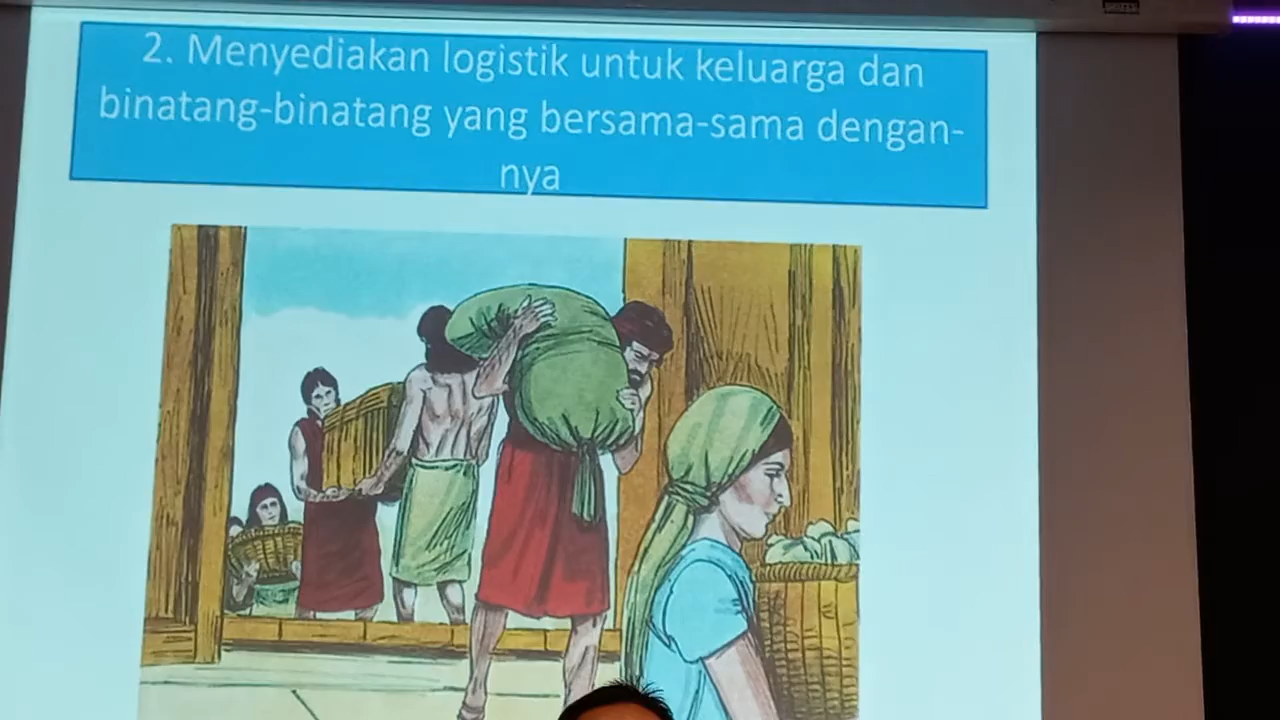 2. Menyediakan logistik untuk keluarga dan
binatang-binatang yang bersama-sama dengan-
nya